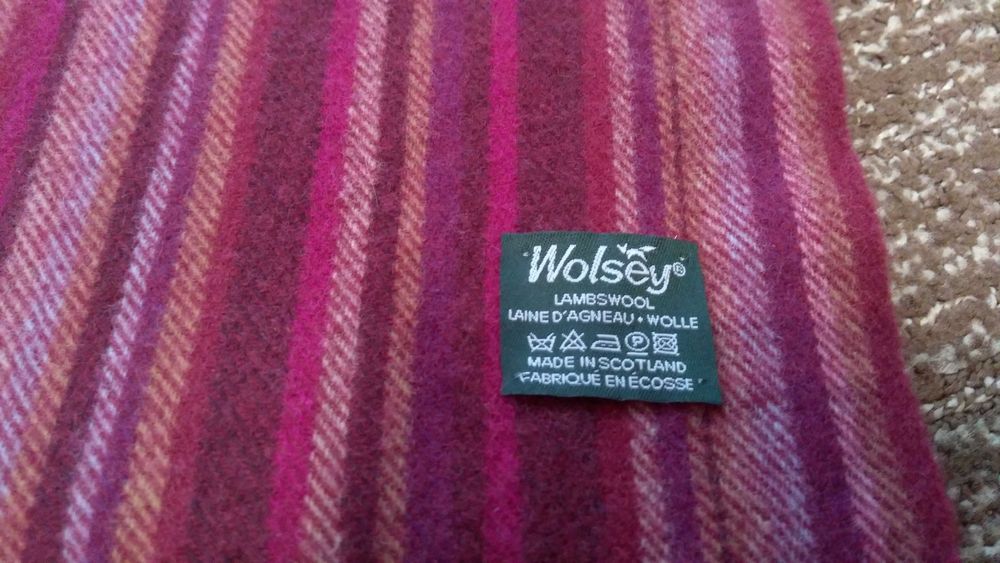 Wolsey®
LAMBSWOOL
LAINE D'AGNEAU • WOLLE
P
MADE IN SCOTLAND
FABRIQUÉ EN ÉCOSSE